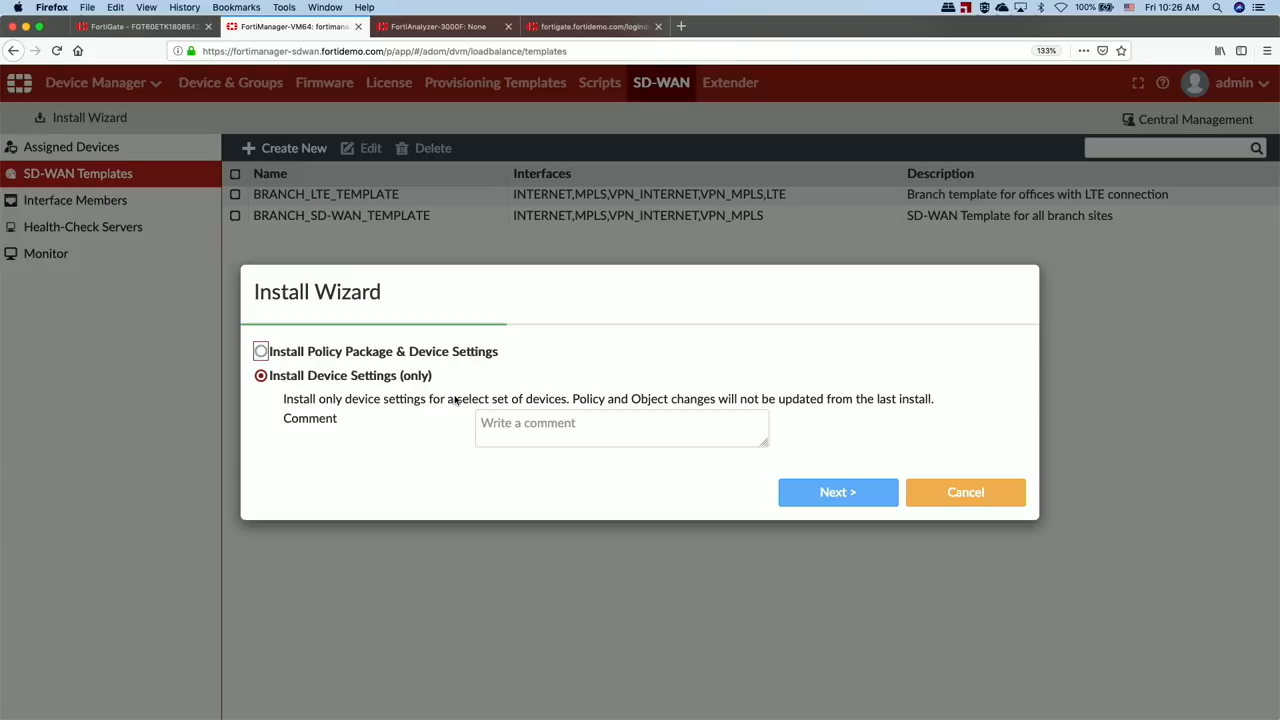 Firefox File Edit View History Bookmarks Tools Window Help 100% Fri 10:26 AM
FortiGate - FGT60ETK1808542 FortiManager-VM64: fortimana FortiAnalyzer-3000F: None fortigate.fortidemo.com/login
https://fortimanager-sdwan.fortidemo.com/p/app/#/adom/dvm/loadbalance/templates 133%
Device Manager Device & Groups Firmware License Provisioning Templates Scripts SD-WAN Extender admin
Install Wizard Central Management
Assigned Devices
SD-WAN Templates
Interface Members
Health-Check Servers
Monitor
Create New Edit Delete
Name Interfaces Description
BRANCH_LTE_TEMPLATE INTERNET,MPLS,VPN_INTERNET,VPN_MPLS,LTE Branch template for offices with LTE connection
BRANCH_SD-WAN_TEMPLATE INTERNET,MPLS,VPN_INTERNET,VPN_MPLS SD-WAN Template for all branch sites
Install Wizard
Install Policy Package & Device Settings
Install Device Settings (only)
Install only device settings for a select set of devices. Policy and Object changes will not be updated from the last install.
Comment Write a comment
Next > Cancel